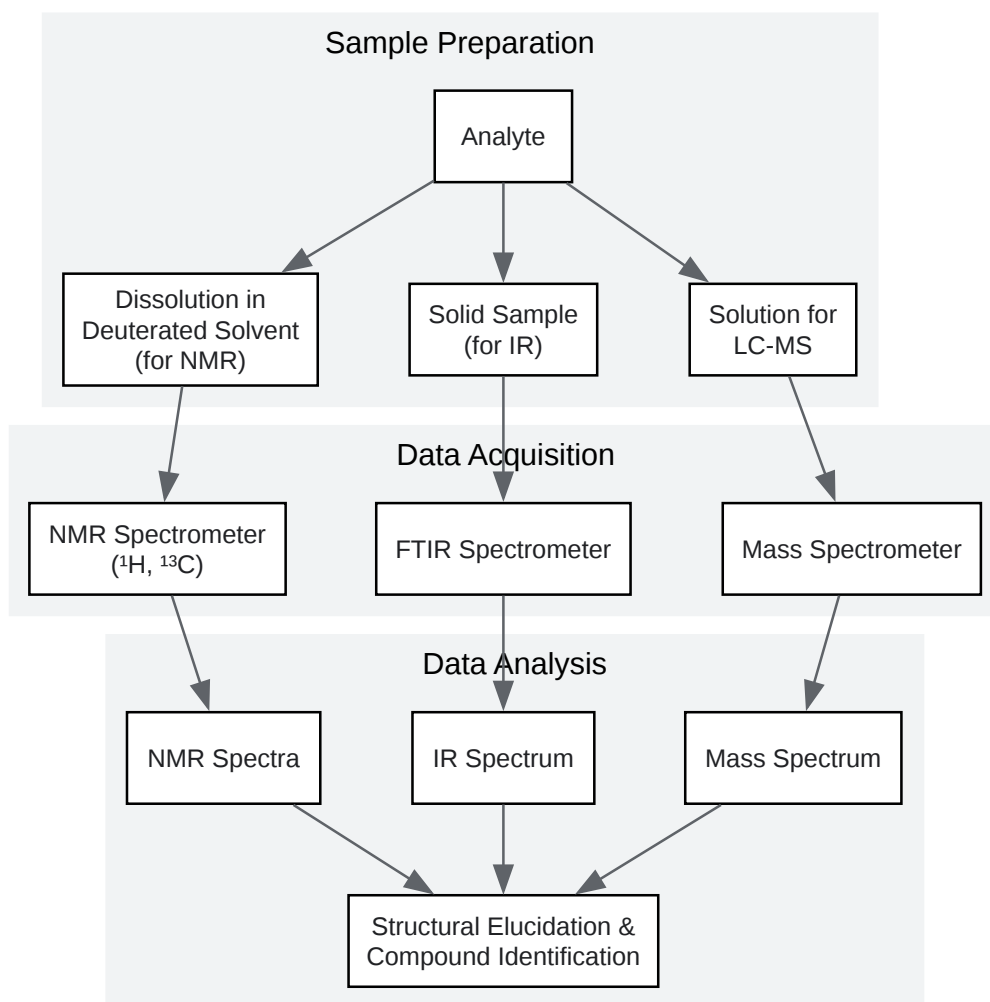 Sample Preparation
Analyte
Dissolution in
Deuterated Solvent
(for NMR)
Solid Sample
(for IR)
Solution for
LC-MS
Data Acquisition
NMR Spectrometer
(¹H, ¹³C)
FTIR Spectrometer
Mass Spectrometer
Data Analysis
NMR Spectra
IR Spectrum
Mass Spectrum
Structural Elucidation &
Compound Identification